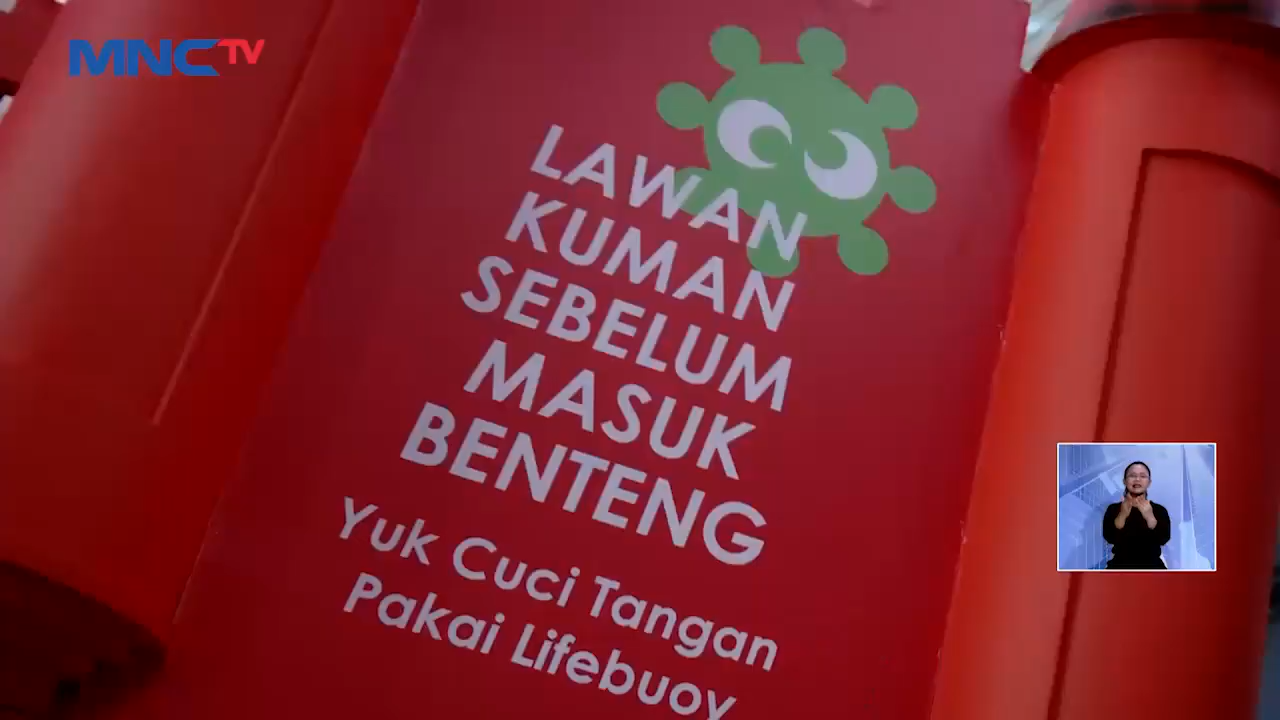 MNCTV
LAWAN
KUMAN
SEBELUM
MASUK
BENTENG
Yuk Cuci Tangan
Pakai Lifebuoy